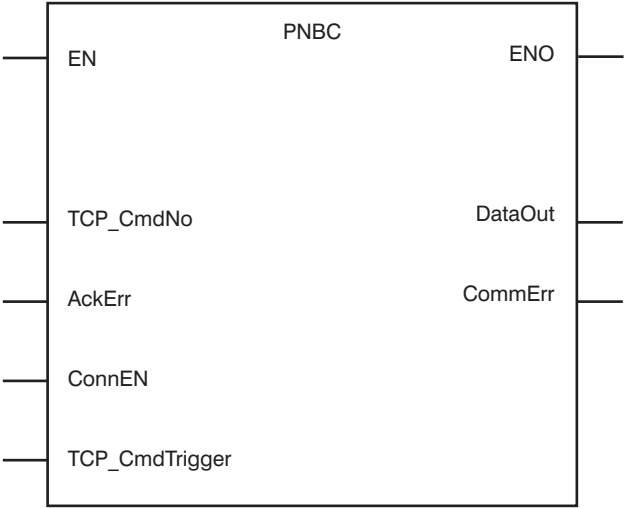 PNBC
EN
ENO
TCP_CmdNo
DataOut
AckErr
CommErr
ConnEN
TCP_CmdTrigger